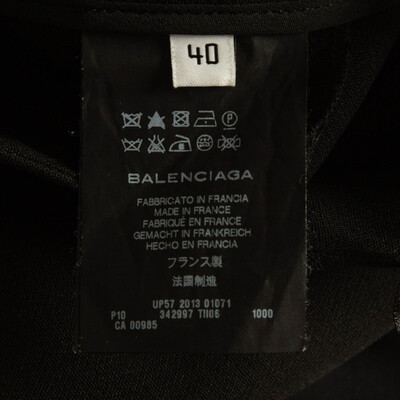 40
BALENCIAGA
FABBRICATO IN FRANCIA
MADE IN FRANCE
FABRIQUÉ EN FRANCE
GEMACHT IN FRANKREICH
HECHO EN FRANCIA
フランス製
法國制造
UP57 2013 01071
P10 342997 TII06 1000
CA 00985